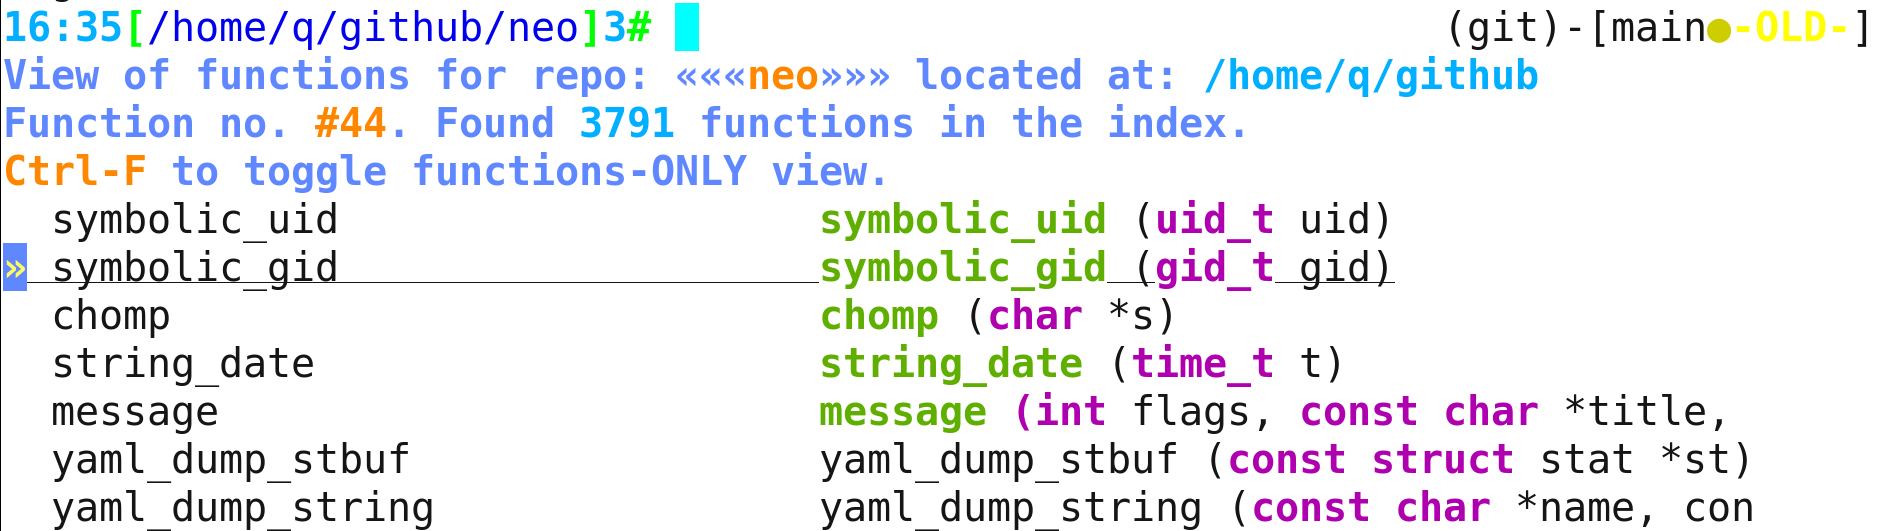 16:35[/home/q/github/neo]3# (git)-[main●-OLD-]
View of functions for repo: «««neo»»» located at: /home/q/github
Function no. #44. Found 3791 functions in the index.
Ctrl-F to toggle functions-ONLY view.
symbolic_uid symbolic_uid (uid_t uid)
» symbolic_gid symbolic_gid (gid_t gid)
chomp chomp (char *s)
string_date string_date (time_t t)
message message (int flags, const char *title,
yaml_dump_stbuf yaml_dump_stbuf (const struct stat *st)
yaml_dump_string yaml_dump_string (const char *name, con